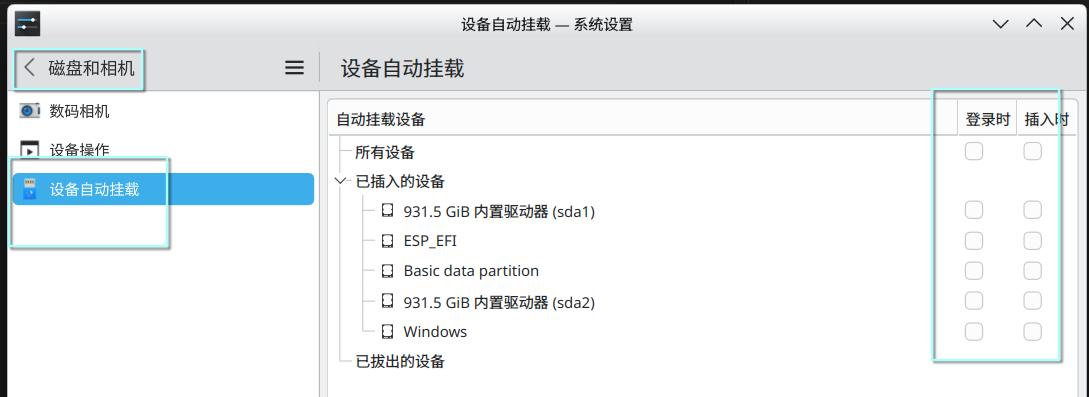 设备自动挂载 — 系统设置
磁盘和相机
设备自动挂载
数码相机
设备操作
设备自动挂载
自动挂载设备 登录时 插入时
所有设备
已插入的设备
931.5 GiB 内置驱动器 (sda1)
ESP_EFI
Basic data partition
931.5 GiB 内置驱动器 (sda2)
Windows
已拔出的设备